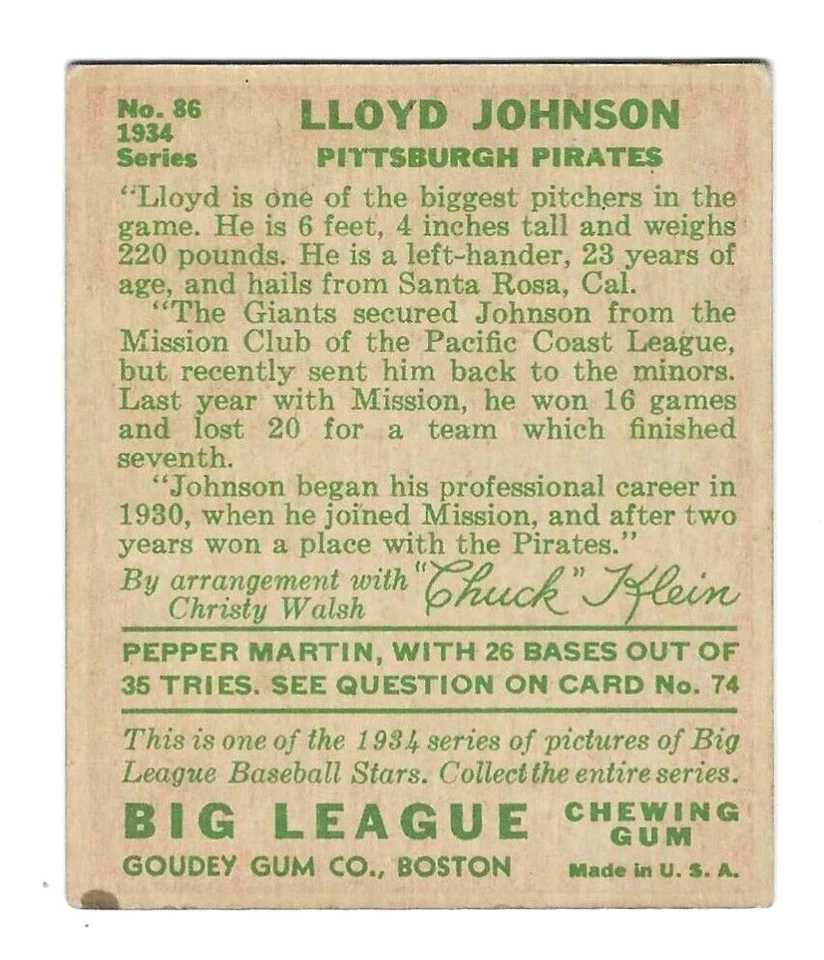 No. 86
1934
Series
LLOYD JOHNSON
PITTSBURGH PIRATES
"Lloyd is one of the biggest pitchers in the
game. He is 6 feet, 4 inches tall and weighs
220 pounds. He is a left-hander, 23 years of
age, and hails from Santa Rosa, Cal.
"The Giants secured Johnson from the
Mission Club of the Pacific Coast League,
but recently sent him back to the minors.
Last year with Mission, he won 16 games
and lost 20 for a team which finished
seventh.
"Johnson began his professional career in
1930, when he joined Mission, and after two
years won a place with the Pirates."
By arrangement with "Chuck" Klein
Christy Walsh
PEPPER MARTIN, WITH 26 BASES OUT OF
35 TRIES. SEE QUESTION ON CARD No. 74
This is one of the 1934 series of pictures of Big
League Baseball Stars. Collect the entire series.
BIG LEAGUE CHEWING
GUM
GOUDEY GUM CO., BOSTON Made in U. S. A.